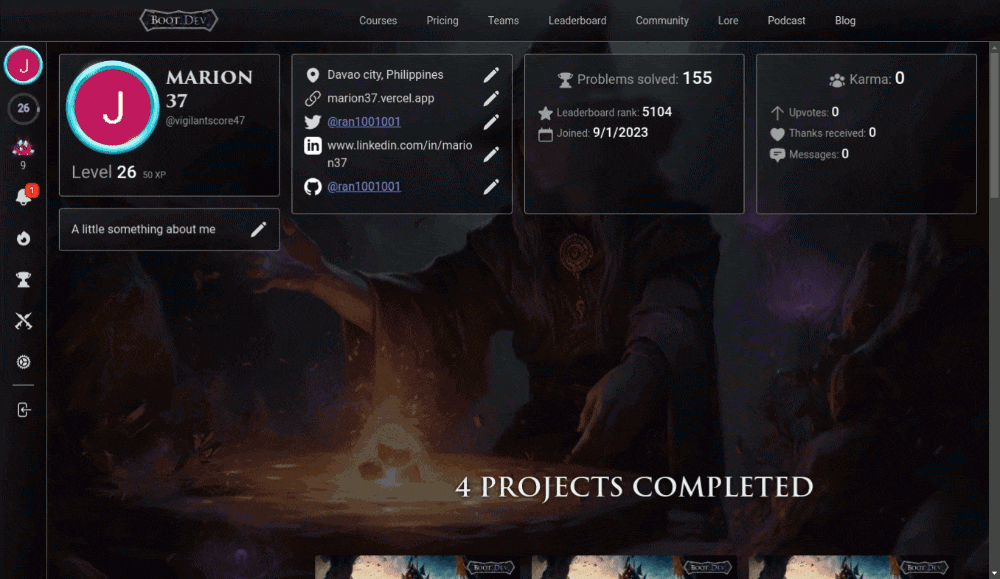 BOOT.DEV
Courses Pricing Teams Leaderboard Community Lore Podcast Blog
J
26
9
1
J
MARION
37
@vigilantscore47
Level 26 50 XP
A little something about me
Davao city, Philippines
marion37.vercel.app
@ran1001001
www.linkedin.com/in/mario
n37
@ran1001001
Problems solved: 155
Leaderboard rank: 5104
Joined: 9/1/2023
Karma: 0
Upvotes: 0
Thanks received: 0
Messages: 0
4 PROJECTS COMPLETED
BOOT.DEV
BOOT.DEV
BOOT.DEV